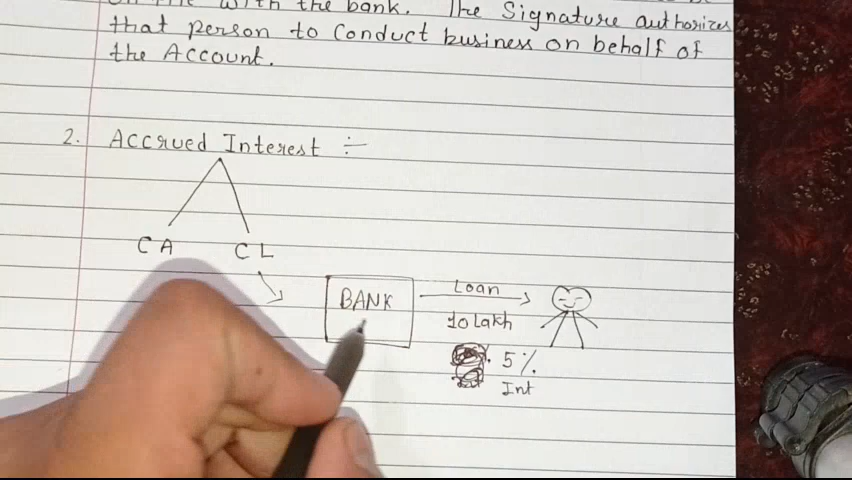 with the bank. The Signature authorizes
that person to Conduct business on behalf of
the Account.
2. Accrued Interest ÷
CA CL
BANK
Loan
10 Lakh
5%
Int